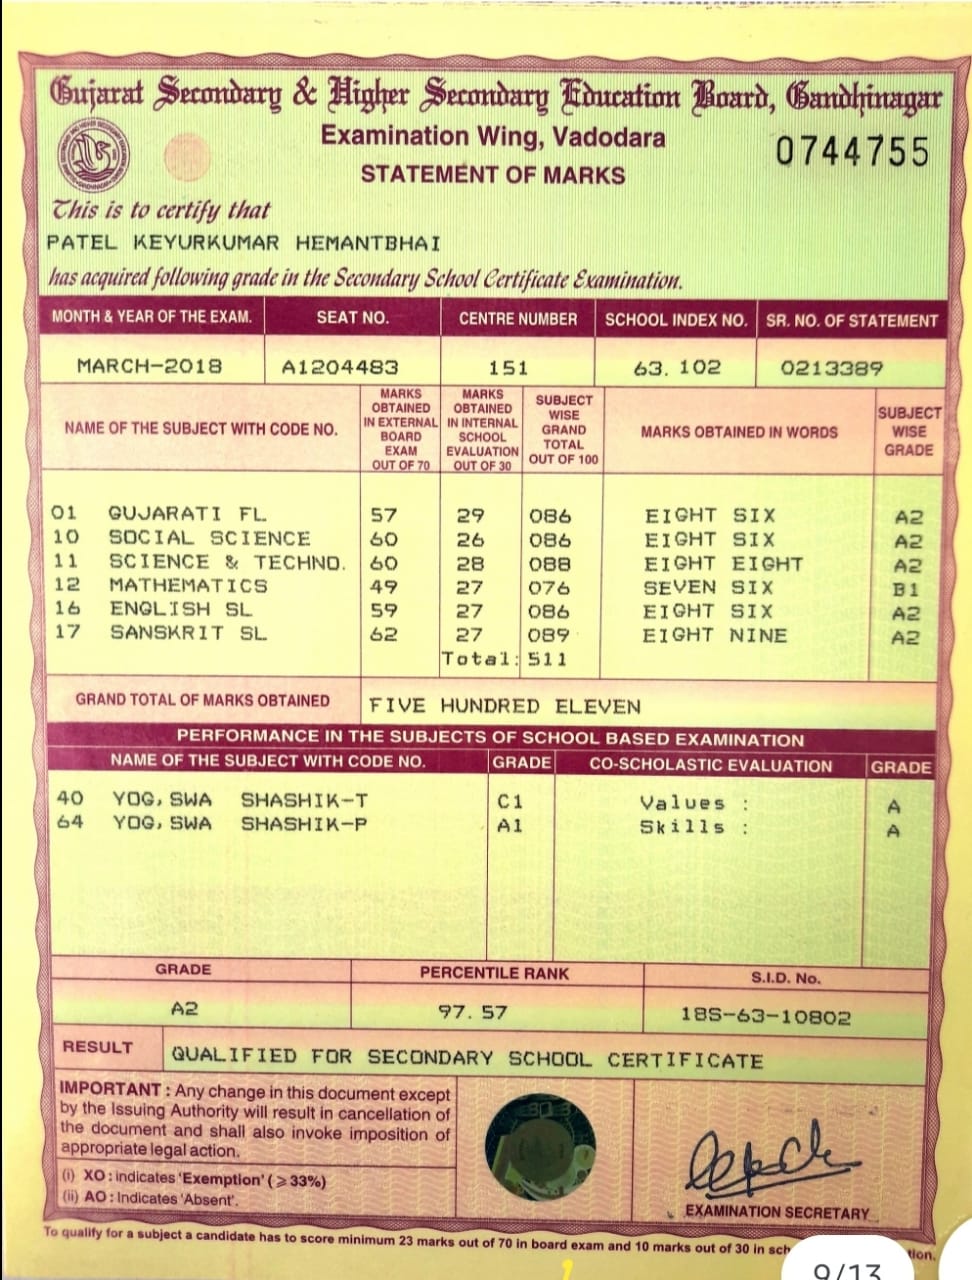 Gujarat Secondary & Higher Secondary Education Board, Gandhinagar
Examination Wing, Vadodara
0744755
STATEMENT OF MARKS
This is to certify that
PATEL KEYURKUMAR HEMANTBHAI
has acquired following grade in the Secondary School Certificate Examination.
MONTH & YEAR OF THE EXAM. SEAT NO. CENTRE NUMBER SCHOOL INDEX NO. SR. NO. OF STATEMENT
MARCH-2018 A1204483 151 63. 102 0213389
NAME OF THE SUBJECT WITH CODE NO. MARKS OBTAINED IN EXTERNAL BOARD EXAM OUT OF 70 MARKS OBTAINED IN INTERNAL SCHOOL EVALUATION OUT OF 30 SUBJECT WISE GRAND TOTAL OUT OF 100 MARKS OBTAINED IN WORDS SUBJECT WISE GRADE
01 GUJARATI FL 57 29 086 EIGHT SIX A2
10 SOCIAL SCIENCE 60 26 086 EIGHT SIX A2
11 SCIENCE & TECHNO. 60 28 088 EIGHT EIGHT A2
12 MATHEMATICS 49 27 076 SEVEN SIX B1
16 ENGLISH SL 59 27 086 EIGHT SIX A2
17 SANSKRIT SL 62 27 089 EIGHT NINE A2
Total: 511
GRAND TOTAL OF MARKS OBTAINED FIVE HUNDRED ELEVEN
PERFORMANCE IN THE SUBJECTS OF SCHOOL BASED EXAMINATION
NAME OF THE SUBJECT WITH CODE NO. GRADE CO-SCHOLASTIC EVALUATION GRADE
40 YOG, SWA SHASHIK-T C1 Values : A
64 YOG, SWA SHASHIK-P A1 Skills : A
GRADE PERCENTILE RANK S.I.D. No.
A2 97. 57 18S-63-10802
RESULT QUALIFIED FOR SECONDARY SCHOOL CERTIFICATE
IMPORTANT : Any change in this document except
by the Issuing Authority will result in cancellation of
the document and shall also invoke imposition of
appropriate legal action.
(i) XO : indicates 'Exemption' (≥33%)
(ii) AO : Indicates 'Absent'.
EXAMINATION SECRETARY
To qualify for a subject a candidate has to score minimum 23 marks out of 70 in board exam and 10 marks out of 30 in
9/13